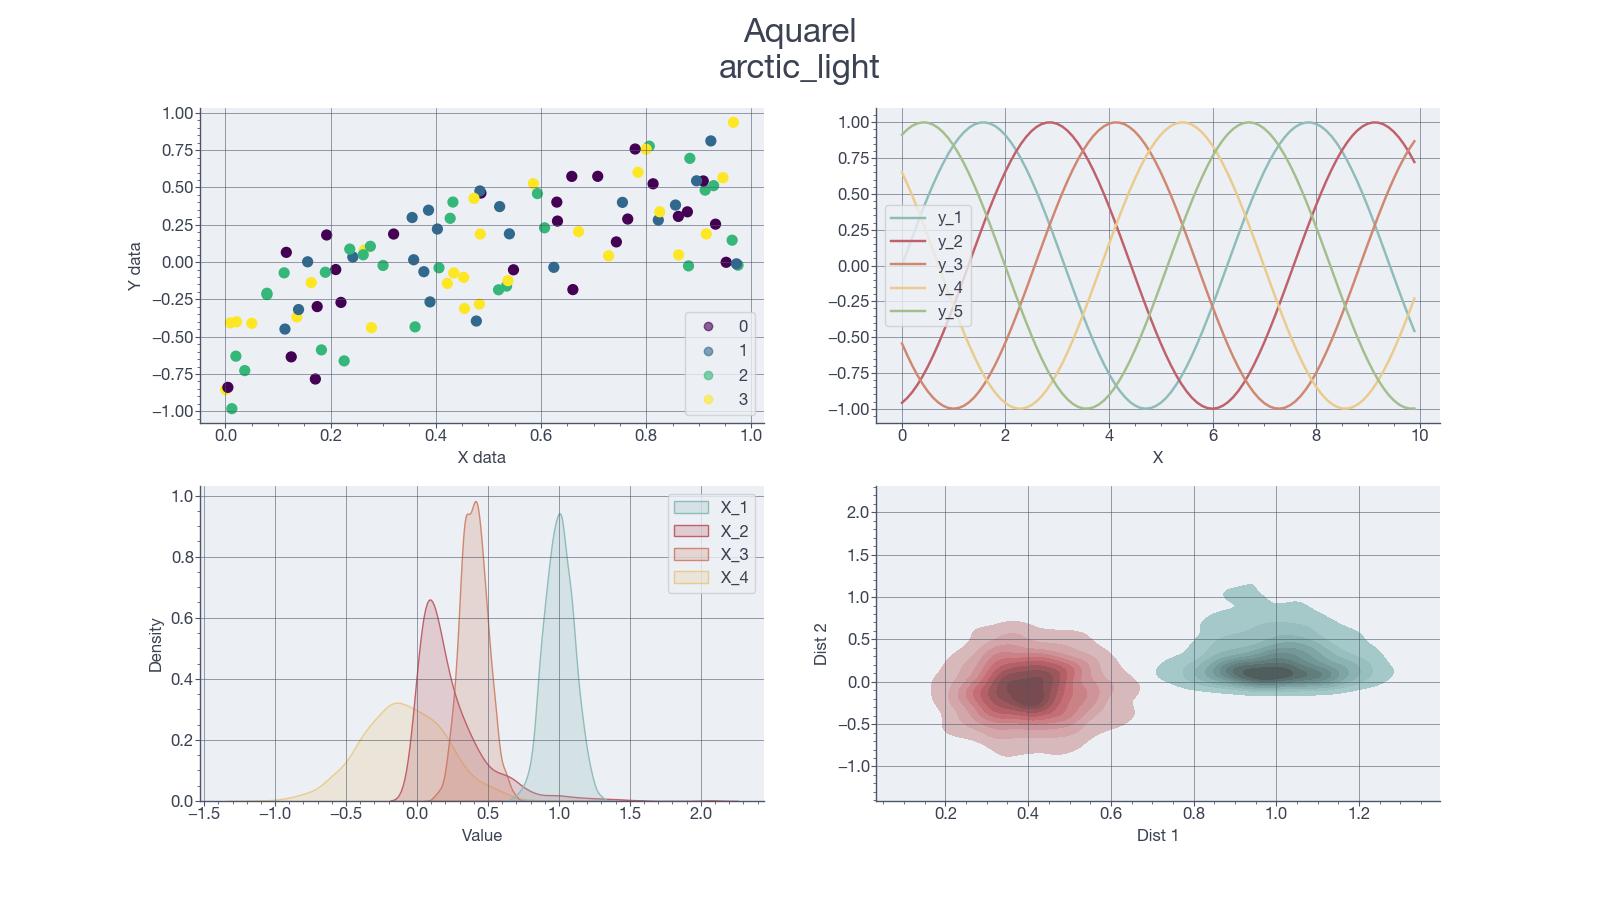 Aquarel
arctic_light
1.00
0.75
0.50
0.25
0.00
−0.25
−0.50
−0.75
−1.00
Y data
0.0 0.2 0.4 0.6 0.8 1.0
X data
0
1
2
3
1.00
0.75
0.50
0.25
0.00
−0.25
−0.50
−0.75
−1.00
0 2 4 6 8 10
X
y_1
y_2
y_3
y_4
y_5
1.0
0.8
0.6
0.4
0.2
0.0
Density
−1.5 −1.0 −0.5 0.0 0.5 1.0 1.5 2.0
Value
X_1
X_2
X_3
X_4
2.0
1.5
1.0
0.5
0.0
−0.5
−1.0
Dist 2
0.2 0.4 0.6 0.8 1.0 1.2
Dist 1